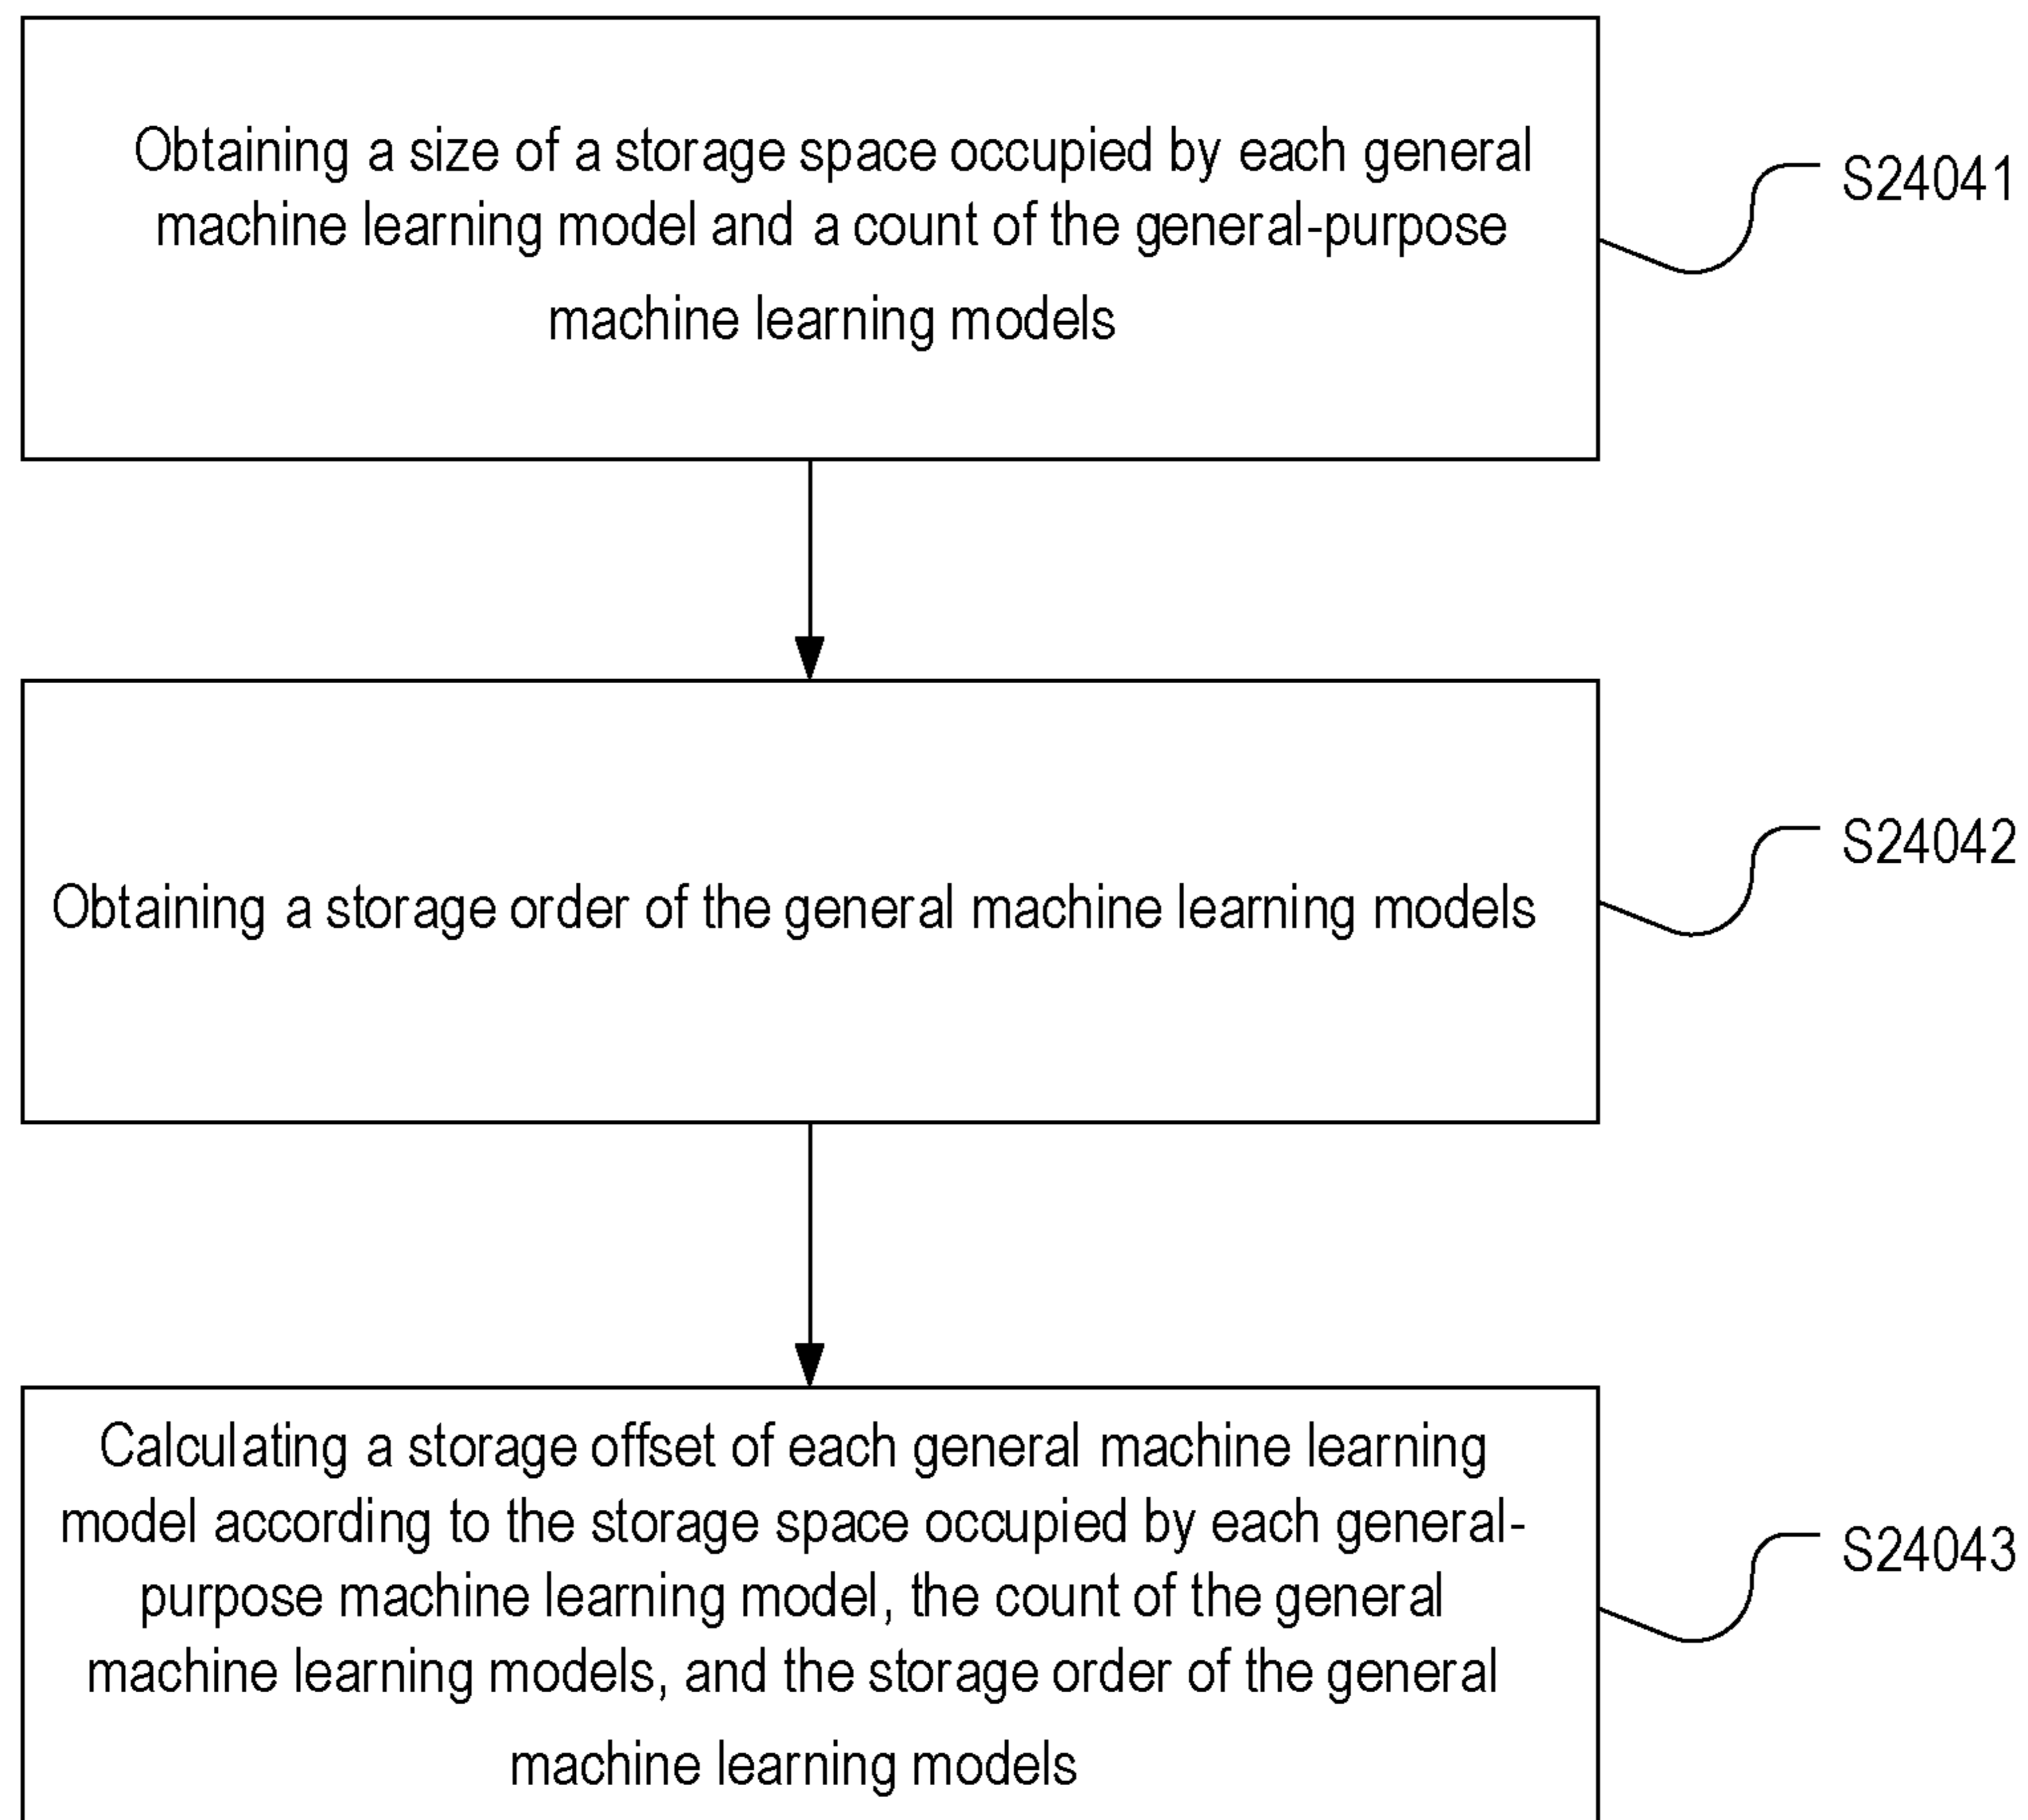 Obtaining a size of a storage space occupied by each general
machine learning model and a count of the general-purpose
machine learning models
S24041
Obtaining a storage order of the general machine learning models
S24042
Calculating a storage offset of each general machine learning
model according to the storage space occupied by each general-
purpose machine learning model, the count of the general
machine learning models, and the storage order of the general
machine learning models
S24043